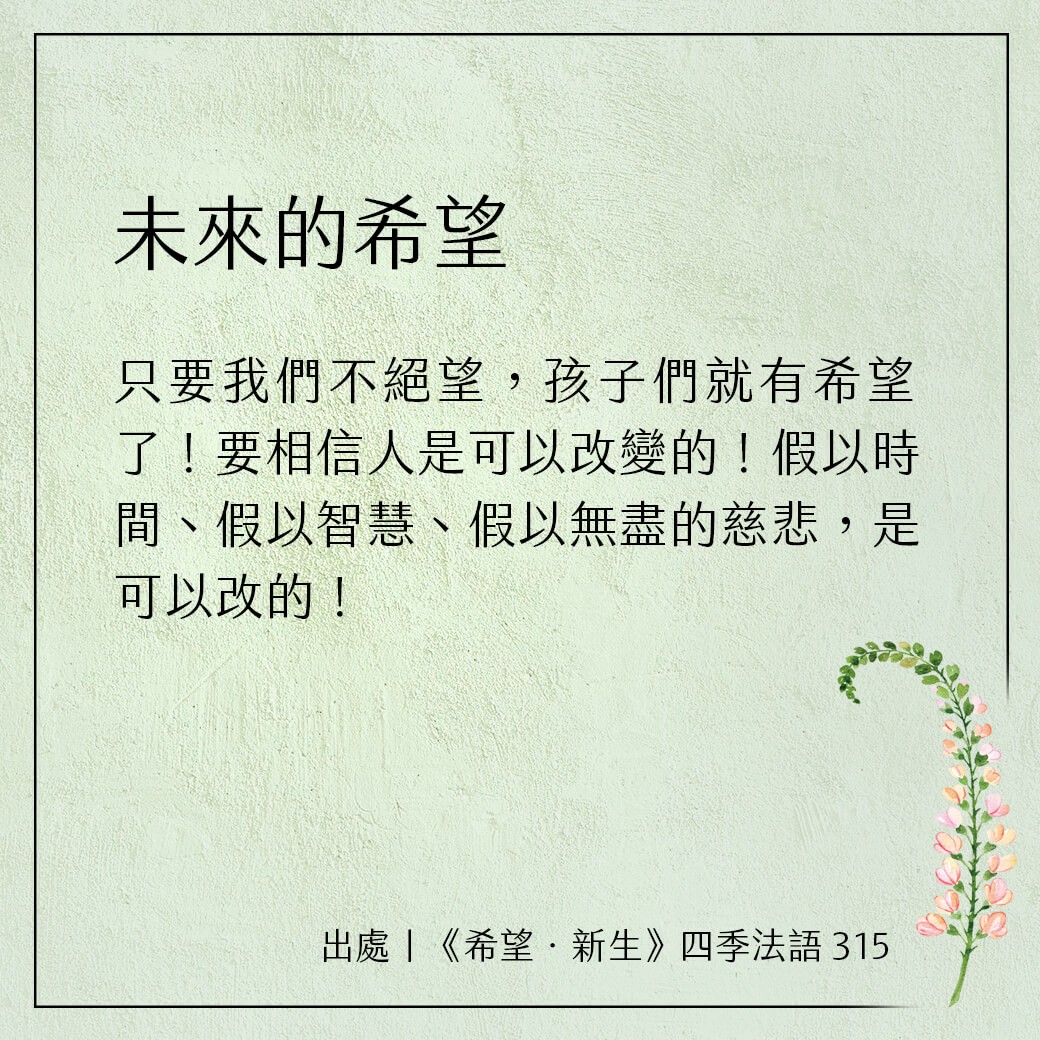 未來的希望
只要我們不絕望，孩子們就有希望
了！要相信人是可以改變的！假以時
間、假以智慧、假以無盡的慈悲，是
可以改的！
出處｜《希望．新生》四季法語 315